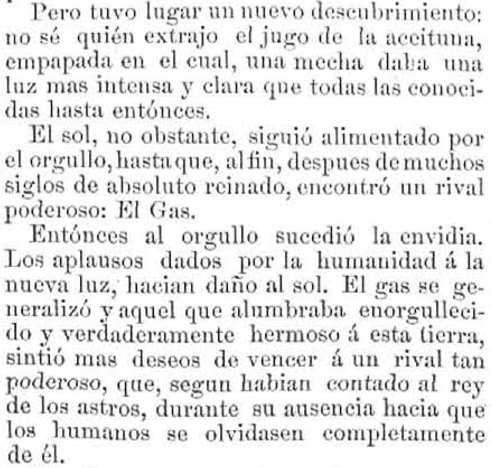 Pero tuvo lugar un nuevo descubrimiento:
no sé quién extrajo el jugo de la aceituna,
empapada en el cual, una mecha daba una
luz mas intensa y clara que todas las conoci-
das hasta entónces.
El sol, no obstante, siguió alimentado por
el orgullo, hasta que, al fin, despues de muchos
siglos de absoluto reinado, encontró un rival
poderoso: El Gas.
Entónces al orgullo sucedió la envidia.
Los aplausos dados por la humanidad á la
nueva luz, hacian daño al sol. El gas se ge-
neralizó y aquel que alumbraba enorgulleci-
do y verdaderamente hermoso á esta tierra,
sintió mas deseos de vencer á un rival tan
poderoso, que, segun habian contado al rey
de los astros, durante su ausencia hacia que
los humanos se olvidasen completamente
de él.